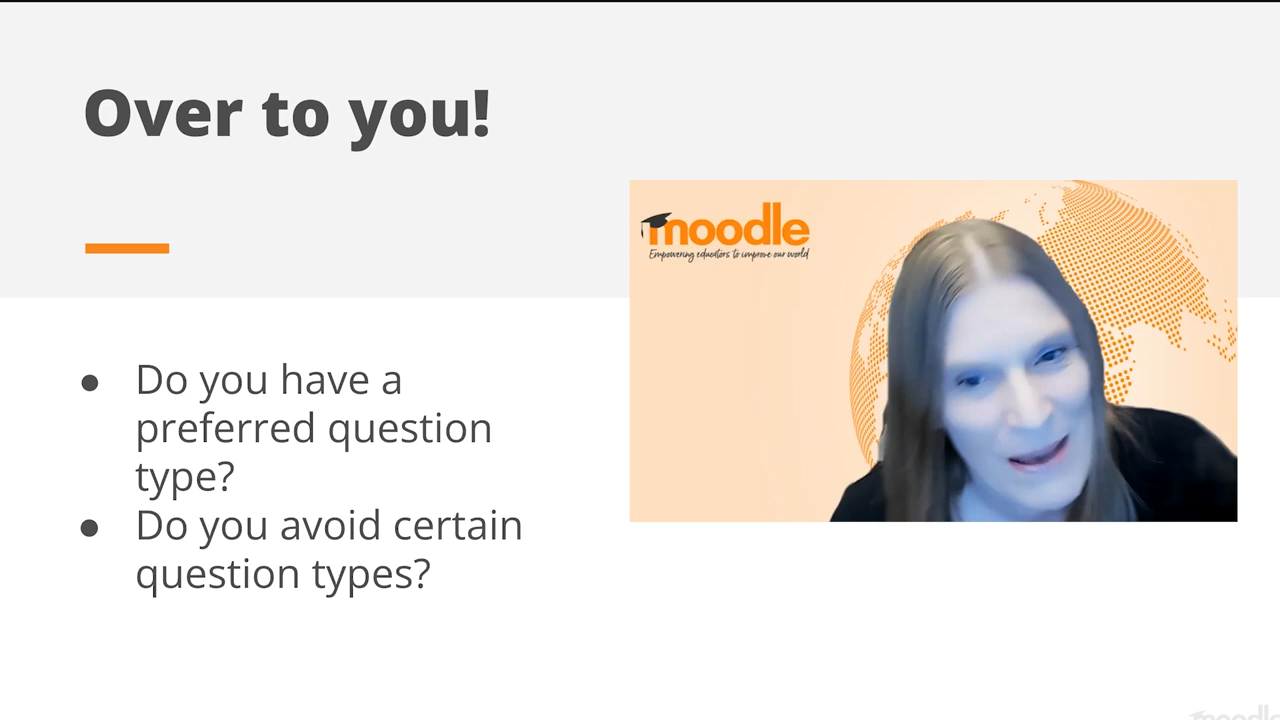 Over to you!
moodle
Empowering educators to improve our world
● Do you have a
preferred question
type?
● Do you avoid certain
question types?
moodle